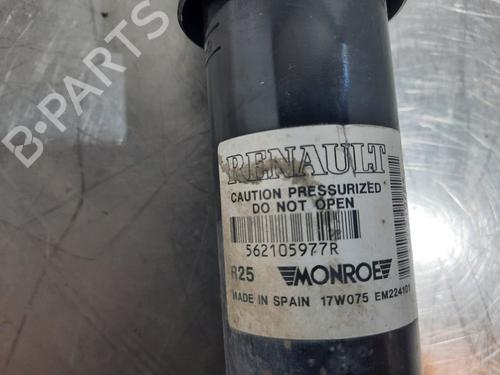 B-PARTS
RENAULT
CAUTION PRESSURIZED
DO NOT OPEN
562105977R
R25 MONROE
MADE IN SPAIN 17W075 EM224101